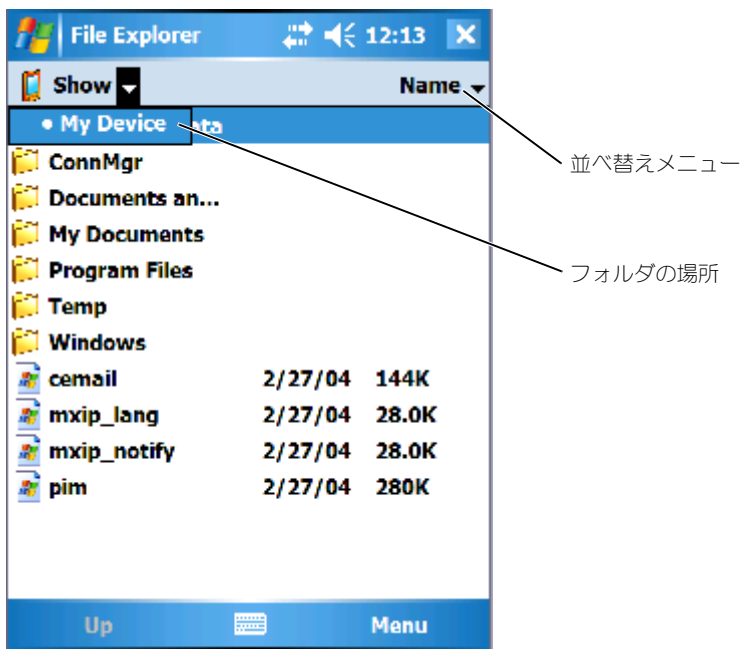 File Explorer 12:13
Show Name
My Device ata
ConnMgr
Documents an...
My Documents
Program Files
Temp
Windows
cemail 2/27/04 144K
mxip_lang 2/27/04 28.0K
mxip_notify 2/27/04 28.0K
pim 2/27/04 280K
Up Menu
並べ替えメニュー
フォルダの場所